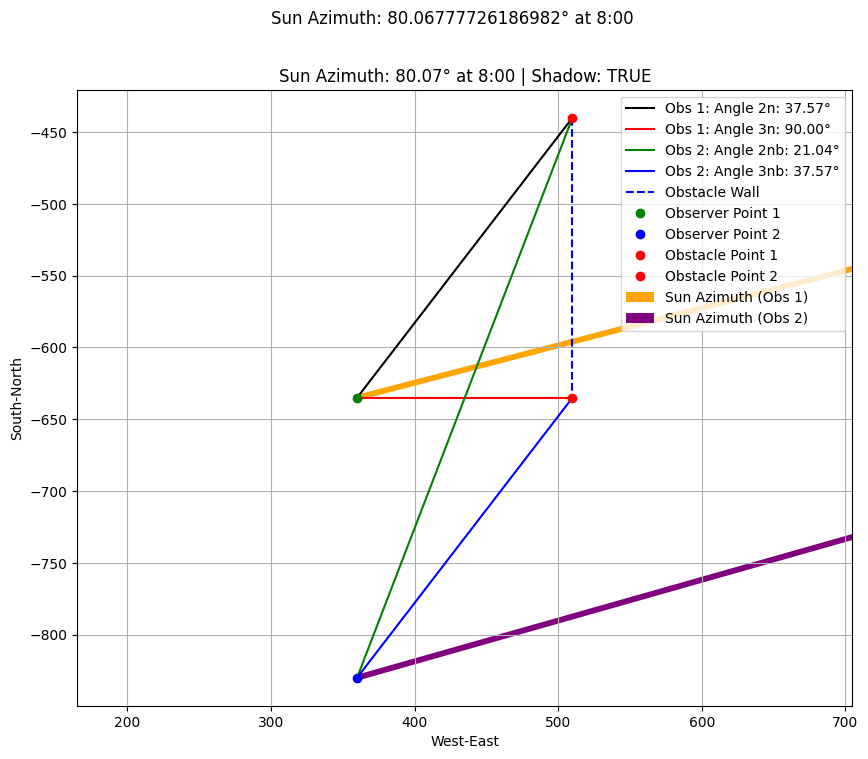 Sun Azimuth: 80.06777726186982° at 8:00
Sun Azimuth: 80.07° at 8:00 | Shadow: TRUE
Obs 1: Angle 2n: 37.57°
Obs 1: Angle 3n: 90.00°
Obs 2: Angle 2nb: 21.04°
Obs 2: Angle 3nb: 37.57°
Obstacle Wall
Observer Point 1
Observer Point 2
Obstacle Point 1
Obstacle Point 2
Sun Azimuth (Obs 1)
Sun Azimuth (Obs 2)
South-North
−450
−500
−550
−600
−650
−700
−750
−800
200 300 400 500 600 700
West-East